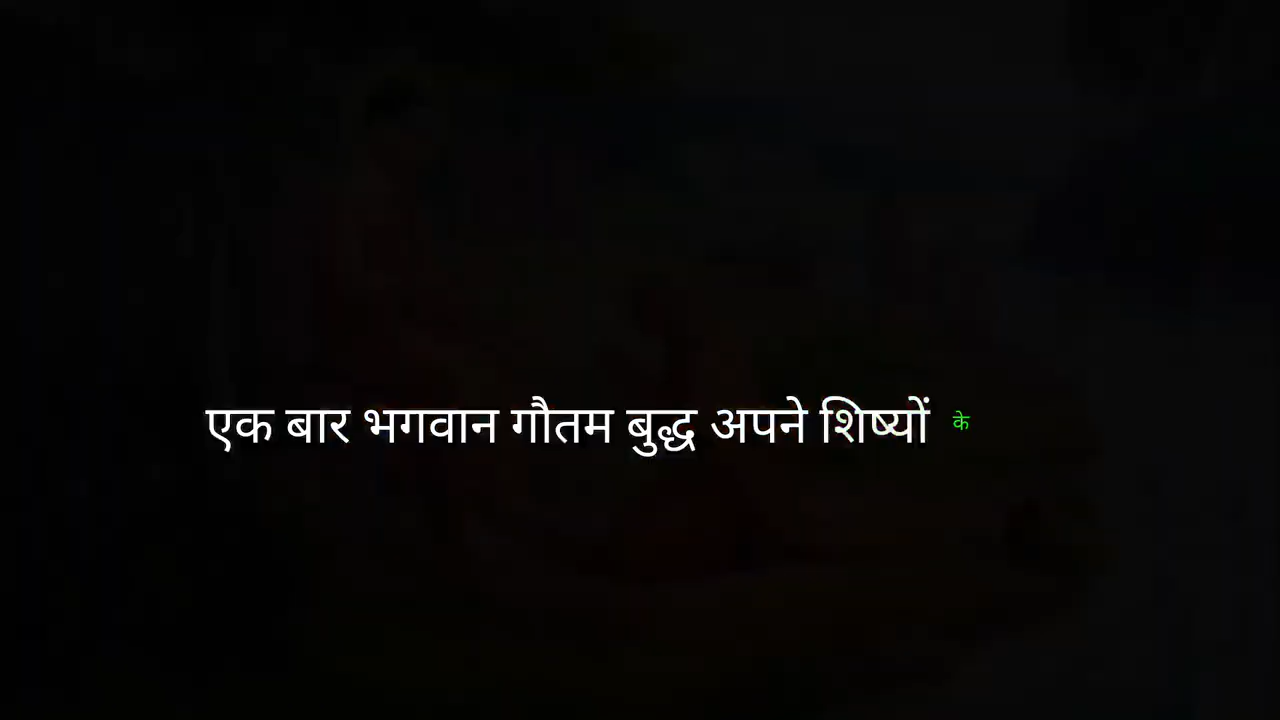 एक बार भगवान गौतम बुद्ध अपने शिष्यों के